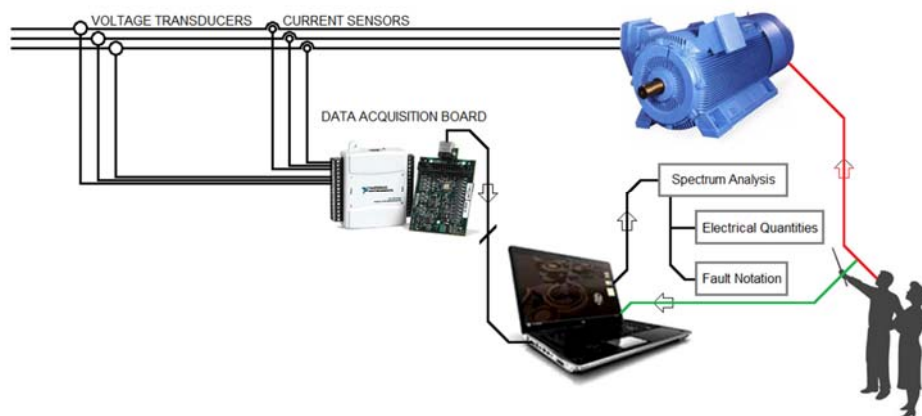 VOLTAGE TRANSDUCERS
CURRENT SENSORS
DATA ACQUISITION BOARD
Spectrum Analysis
Electrical Quantities
Fault Notation